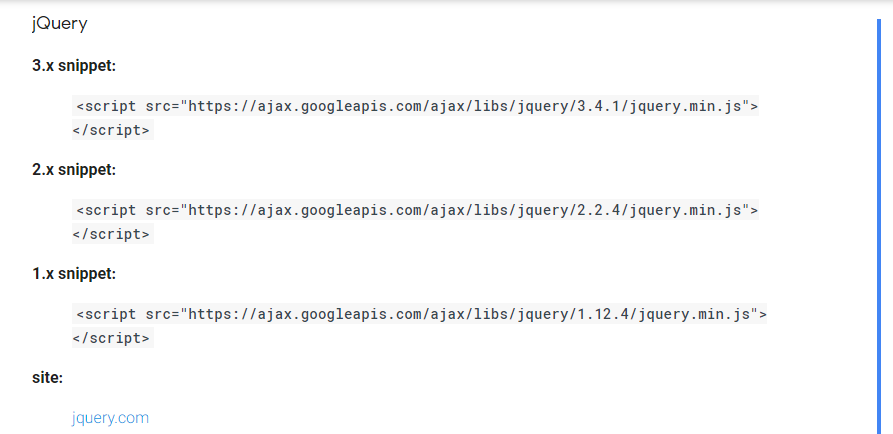 jQuery
3.x snippet:
<script src="https://ajax.googleapis.com/ajax/libs/jquery/3.4.1/jquery.min.js">
</script>
2.x snippet:
<script src="https://ajax.googleapis.com/ajax/libs/jquery/2.2.4/jquery.min.js">
</script>
1.x snippet:
<script src="https://ajax.googleapis.com/ajax/libs/jquery/1.12.4/jquery.min.js">
</script>
site:
jquery.com